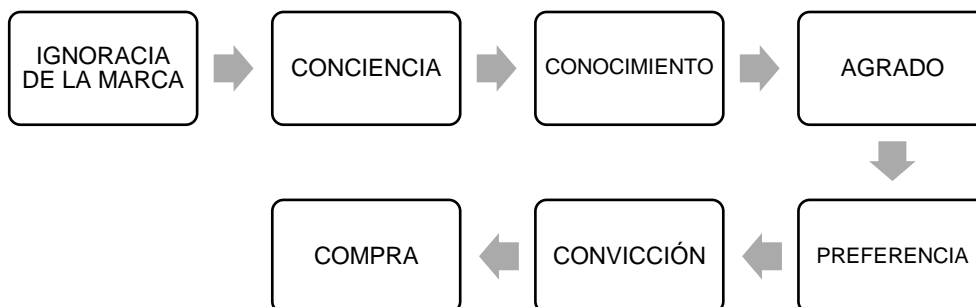 IGNORACIA
DE LA MARCA
CONCIENCIA
CONOCIMIENTO
AGRADO
PREFERENCIA
CONVICCIÓN
COMPRA